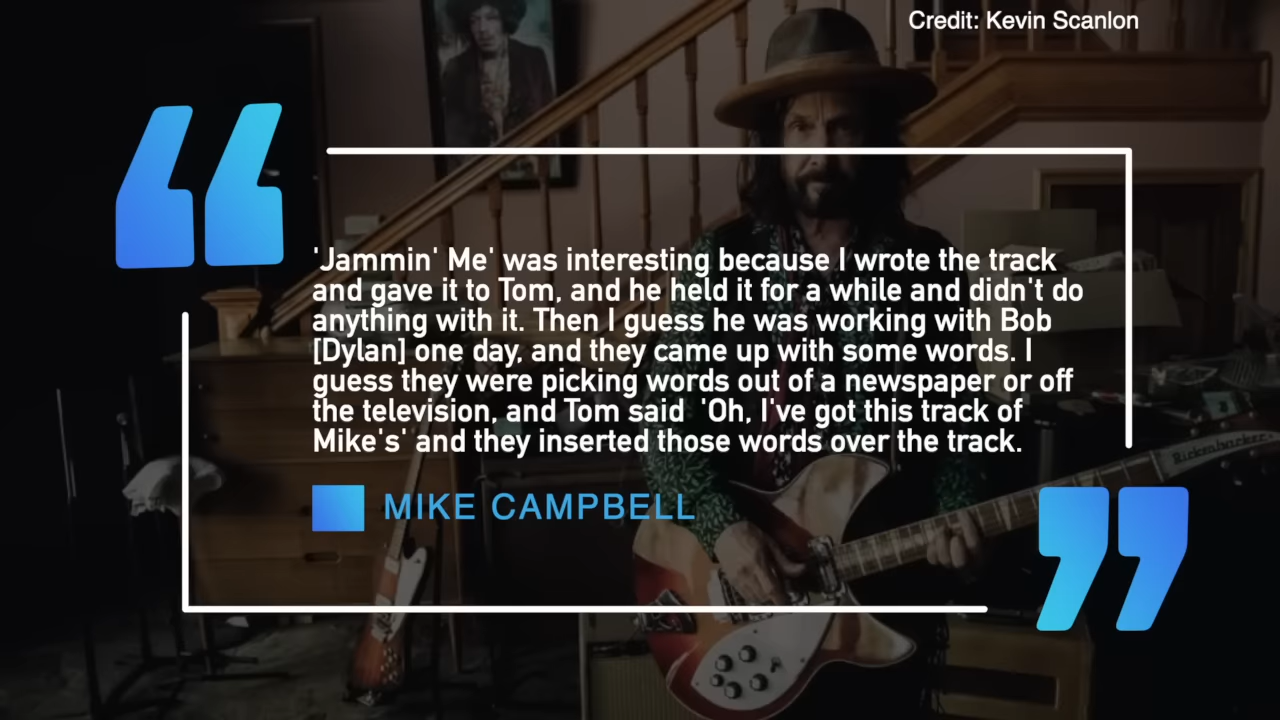 Credit: Kevin Scanlon
'Jammin' Me' was interesting because I wrote the track
and gave it to Tom, and he held it for a while and didn't do
anything with it. Then I guess he was working with Bob
[Dylan] one day, and they came up with some words. I
guess they were picking words out of a newspaper or off
the television, and Tom said  'Oh, I've got this track of
Mike's' and they inserted those words over the track.
Rickenbacker
MIKE CAMPBELL